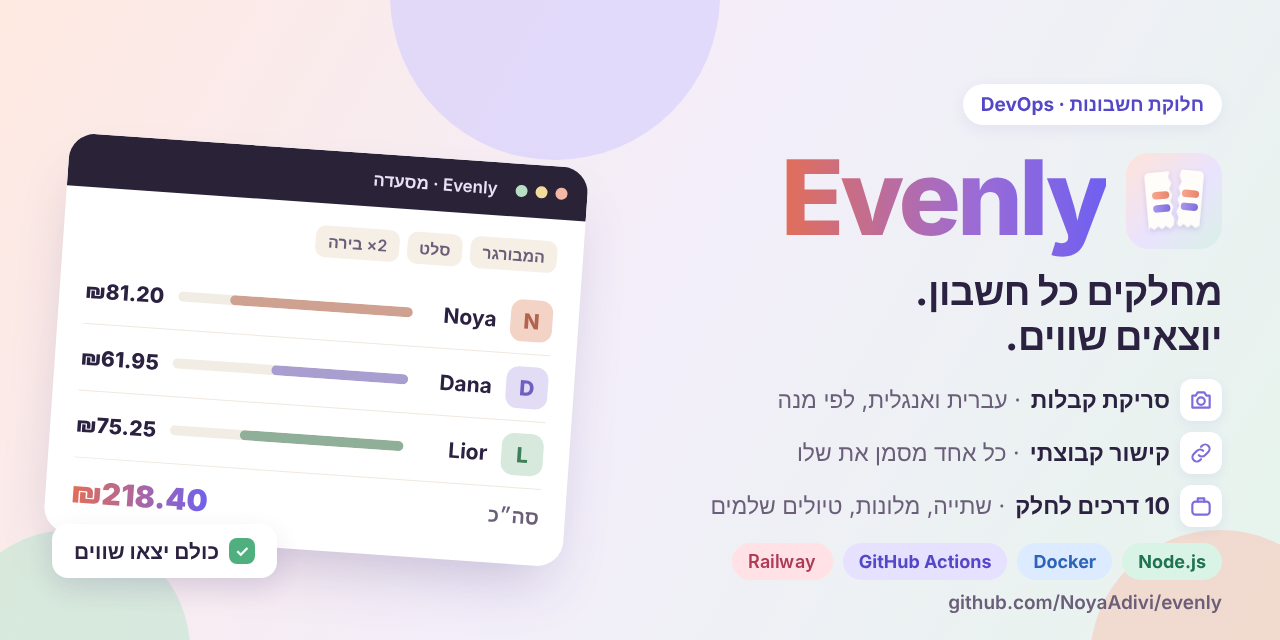 חלוקת חשבונות · DevOps
Evenly
מחלקים כל חשבון.
יוצאים שווים.
סריקת קבלות · עברית ואנגלית, לפי מנה
קישור קבוצתי · כל אחד מסמן את שלו
10 דרכים לחלק · שתייה, מלונות, טיולים שלמים
Node.js Docker GitHub Actions Railway
github.com/NoyaAdivi/evenly
Evenly · מסעדה
המבורגר סלט 2× בירה
N Noya ₪81.20
D Dana ₪61.95
L Lior ₪75.25
סה״כ ₪218.40
כולם יצאו שווים